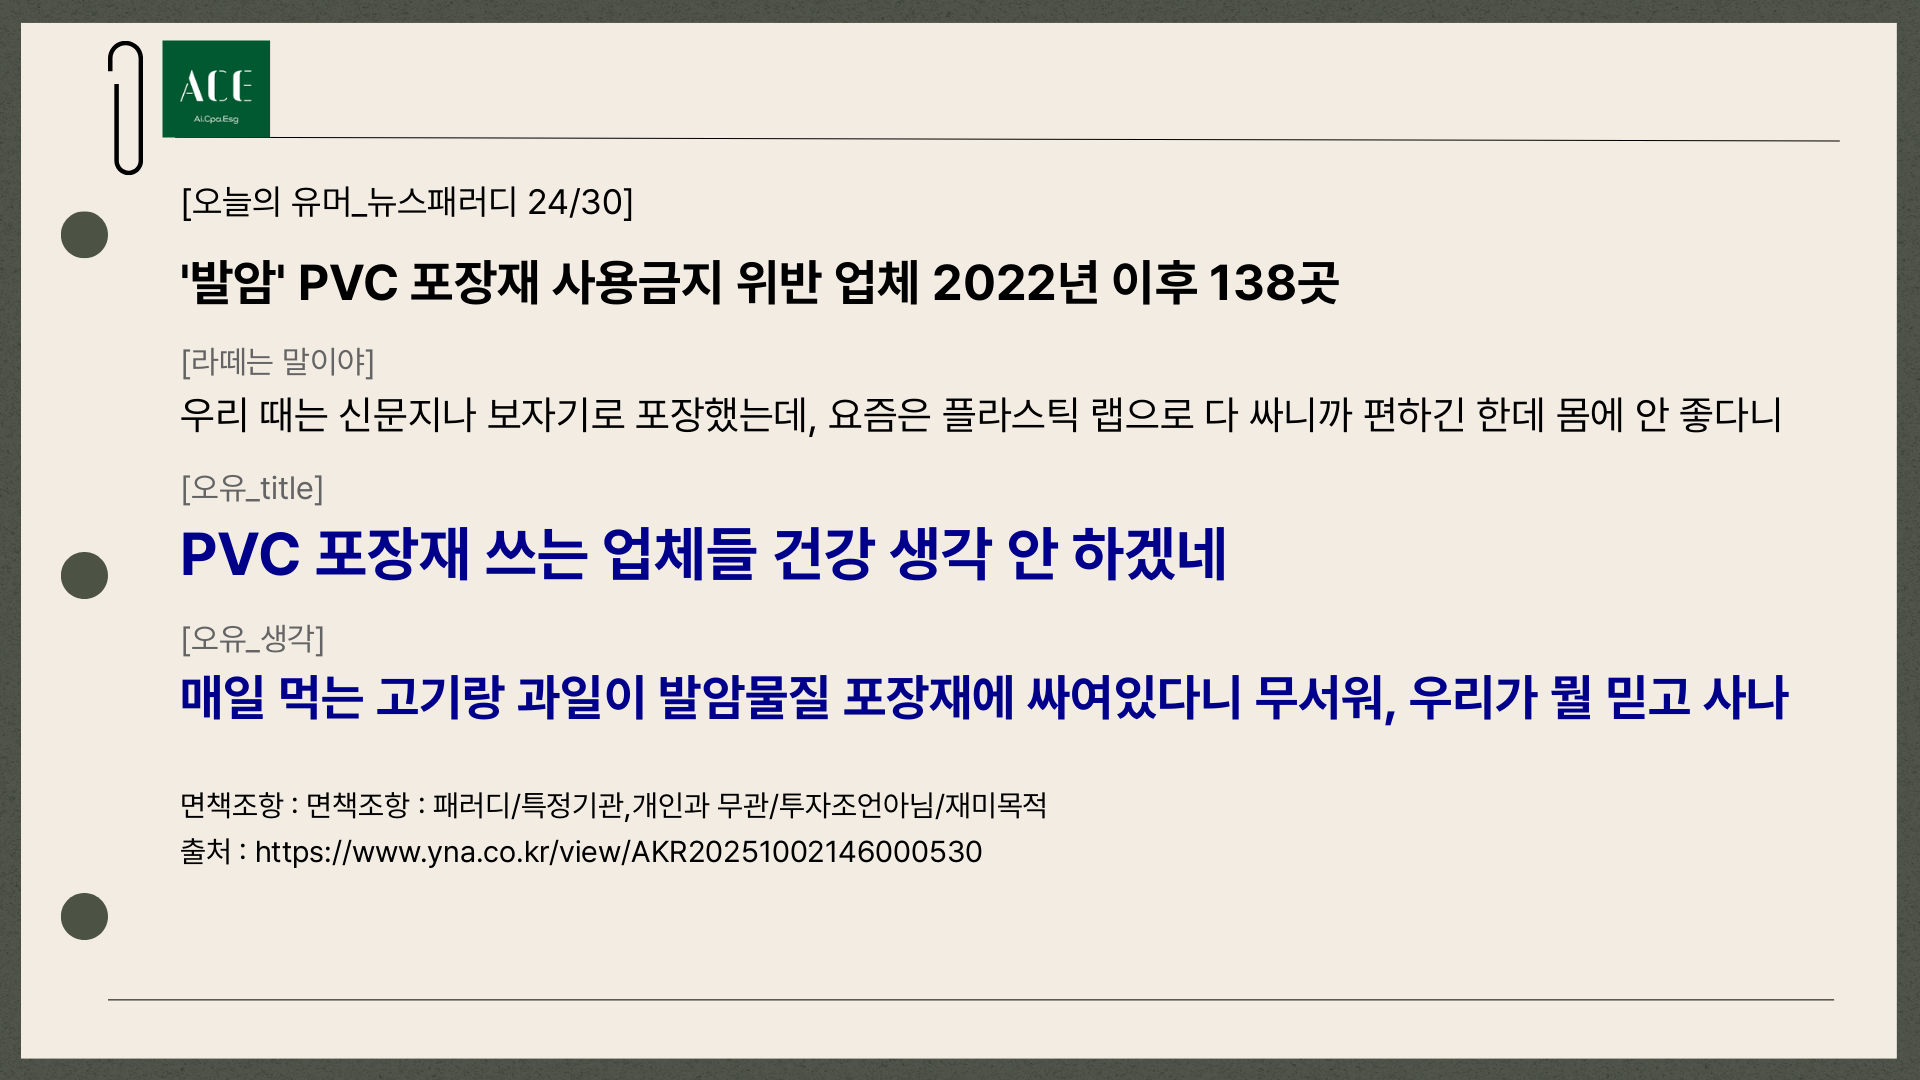 ACE
Ai.Cpa.Esg
[오늘의 유머_뉴스패러디 24/30]
'발암' PVC 포장재 사용금지 위반 업체 2022년 이후 138곳
[라떼는 말이야]
우리 때는 신문지나 보자기로 포장했는데, 요즘은 플라스틱 랩으로 다 싸니까 편하긴 한데 몸에 안 좋다니
[오유_title]
PVC 포장재 쓰는 업체들 건강 생각 안 하겠네
[오유_생각]
매일 먹는 고기랑 과일이 발암물질 포장재에 싸여있다니 무서워, 우리가 뭘 믿고 사나
면책조항 : 면책조항 : 패러디/특정기관,개인과 무관/투자조언아님/재미목적
출처 : https://www.yna.co.kr/view/AKR20251002146000530